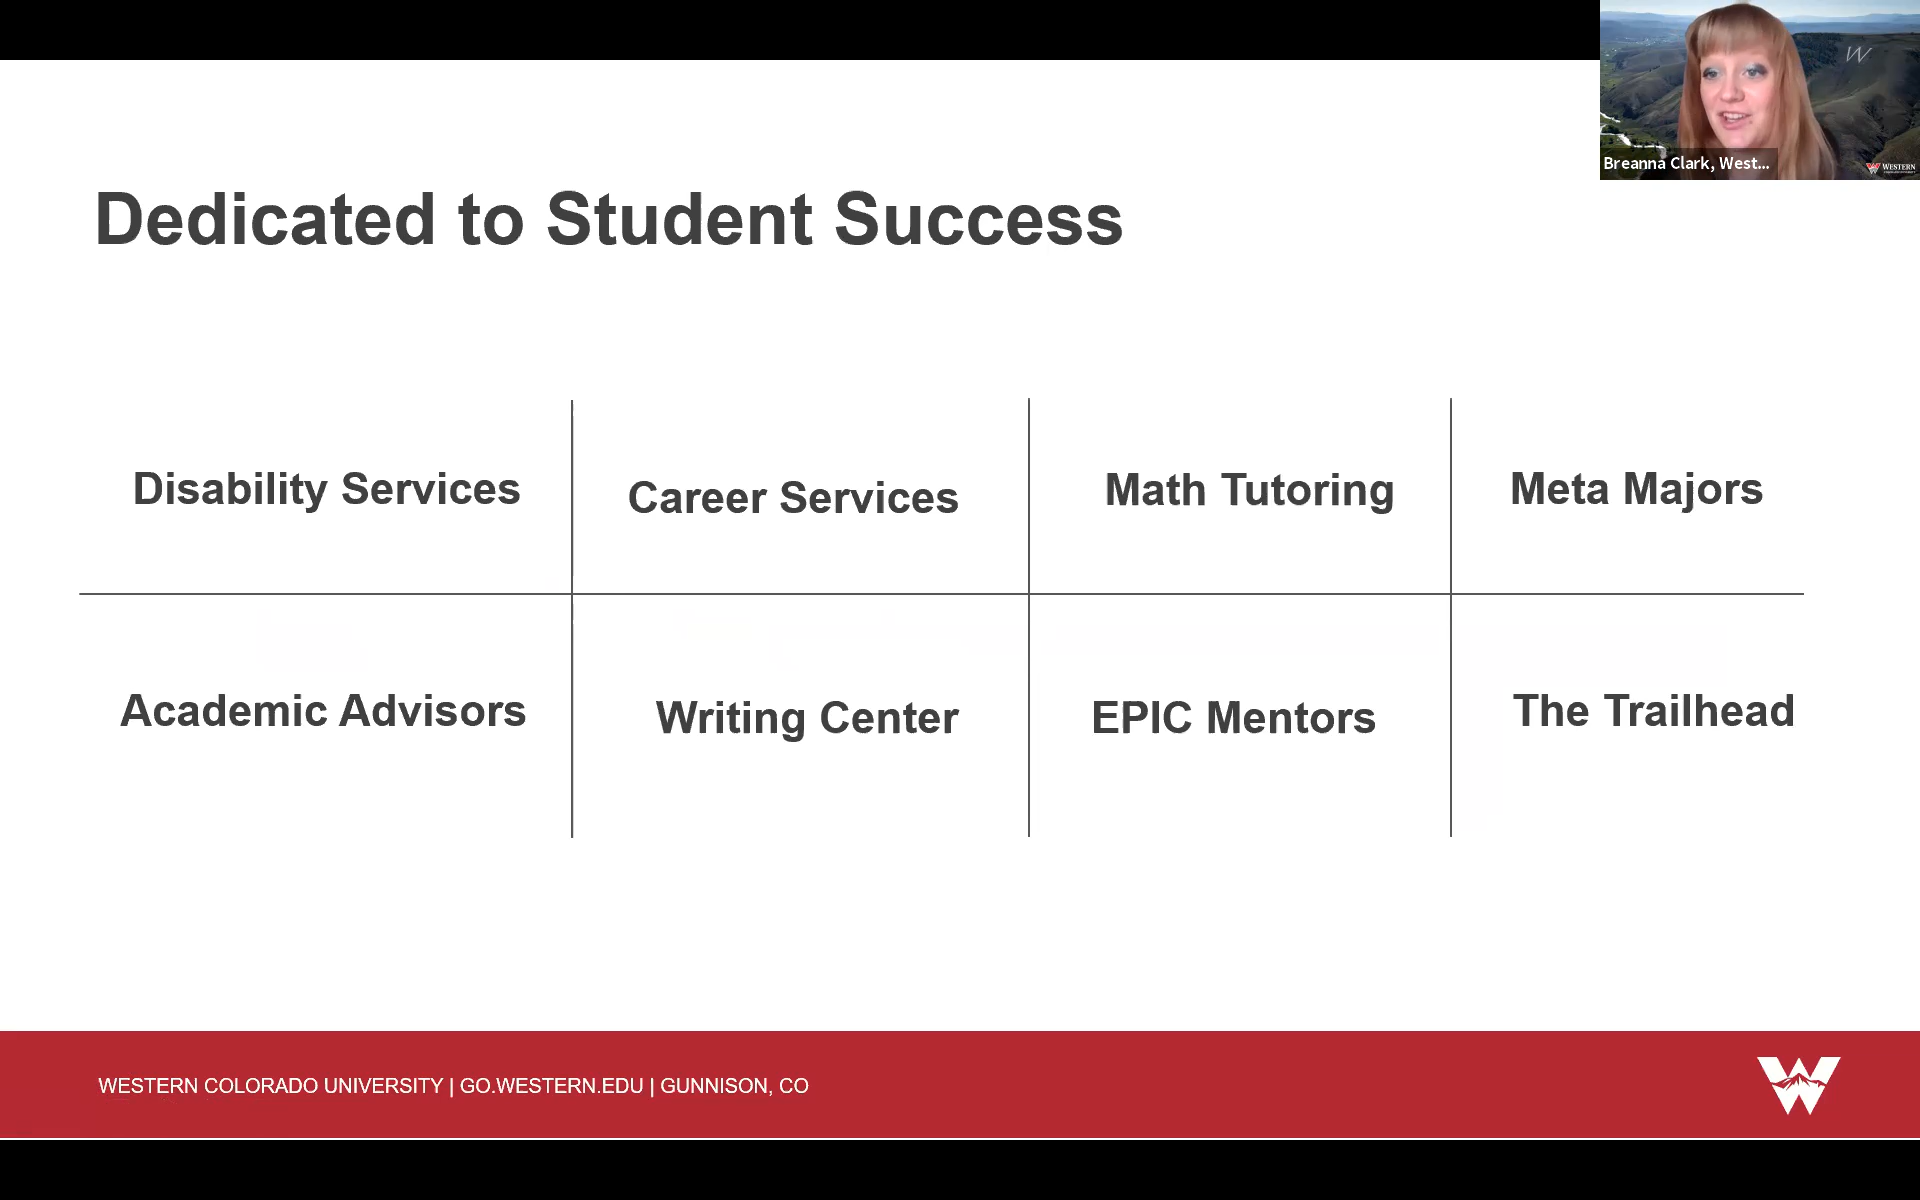 W
Breanna Clark, West...
WESTERN
Dedicated to Student Success
Disability Services
Career Services
Math Tutoring
Meta Majors
Academic Advisors
Writing Center
EPIC Mentors
The Trailhead
WESTERN COLORADO UNIVERSITY | GO.WESTERN.EDU | GUNNISON, CO
W